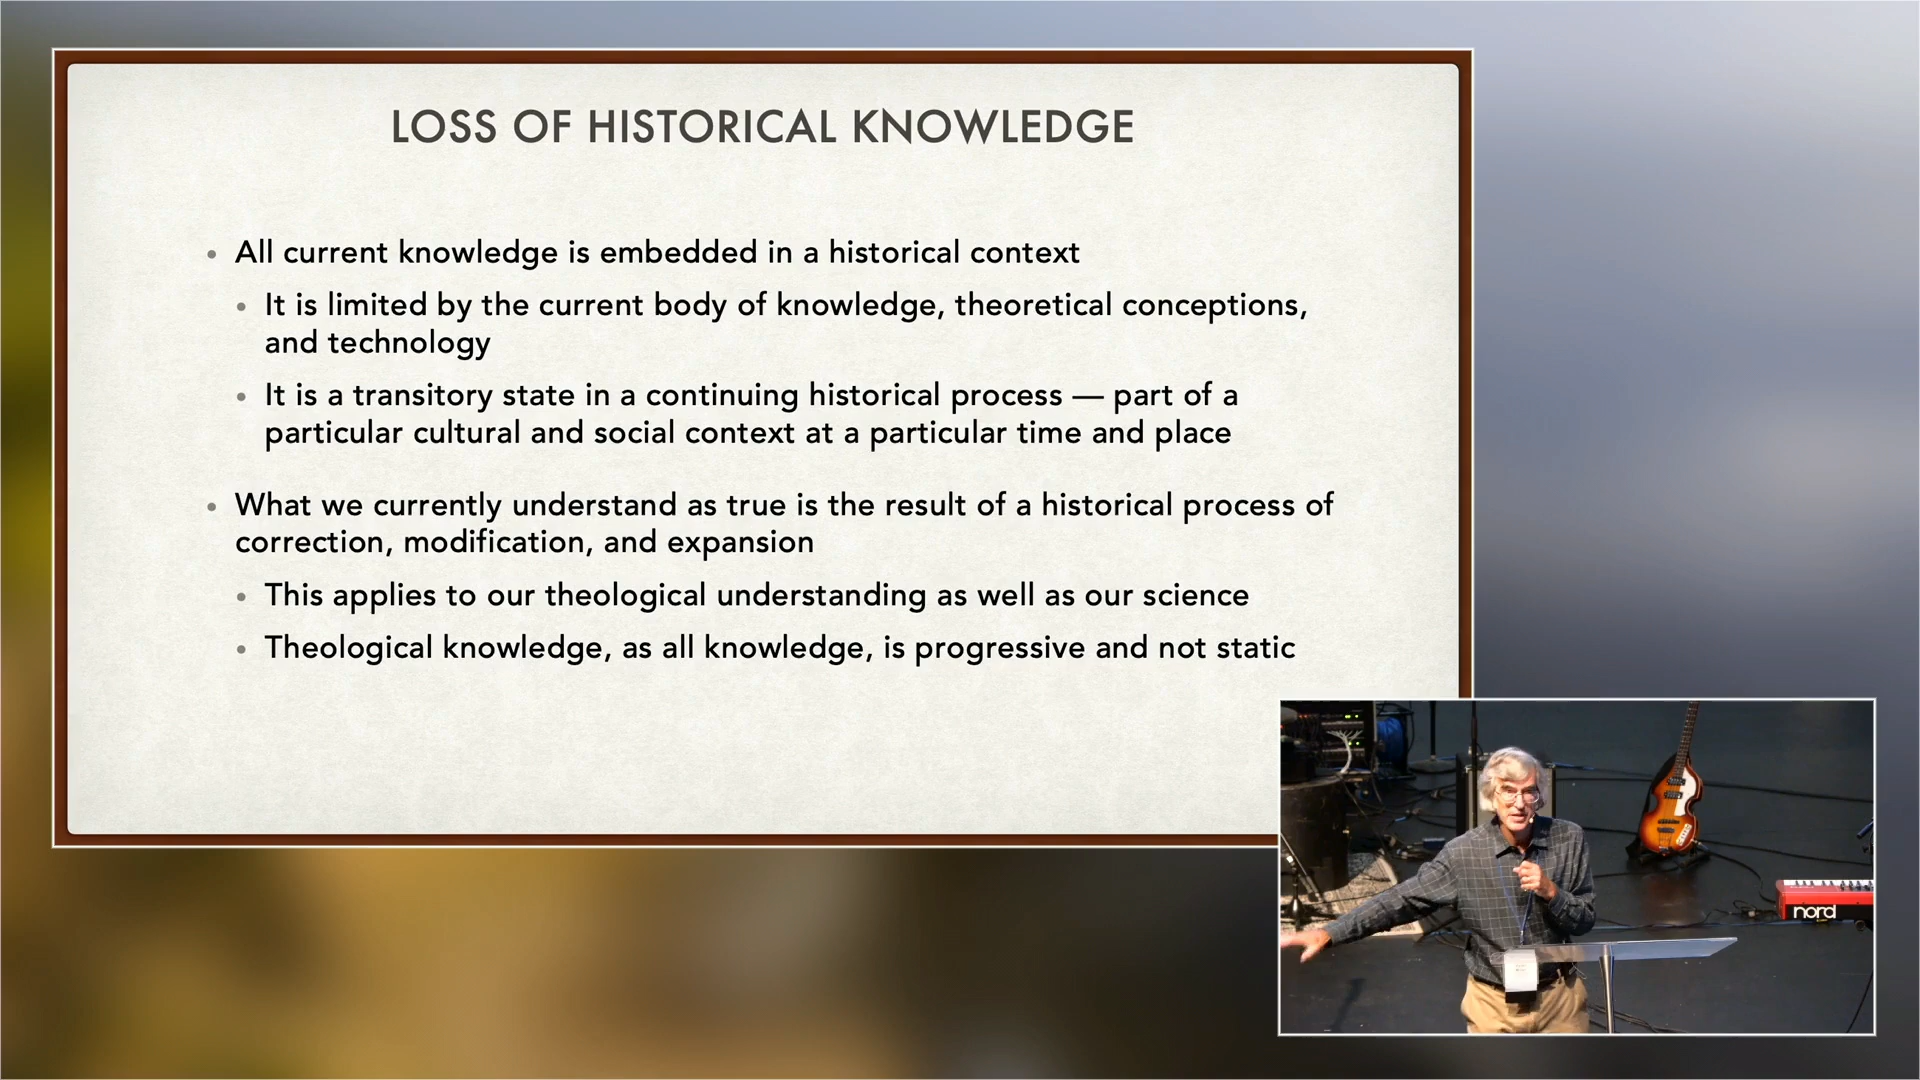 LOSS OF HISTORICAL KNOWLEDGE
• All current knowledge is embedded in a historical context
• It is limited by the current body of knowledge, theoretical conceptions,
and technology
• It is a transitory state in a continuing historical process — part of a
particular cultural and social context at a particular time and place
• What we currently understand as true is the result of a historical process of
correction, modification, and expansion
• This applies to our theological understanding as well as our science
• Theological knowledge, as all knowledge, is progressive and not static
nord